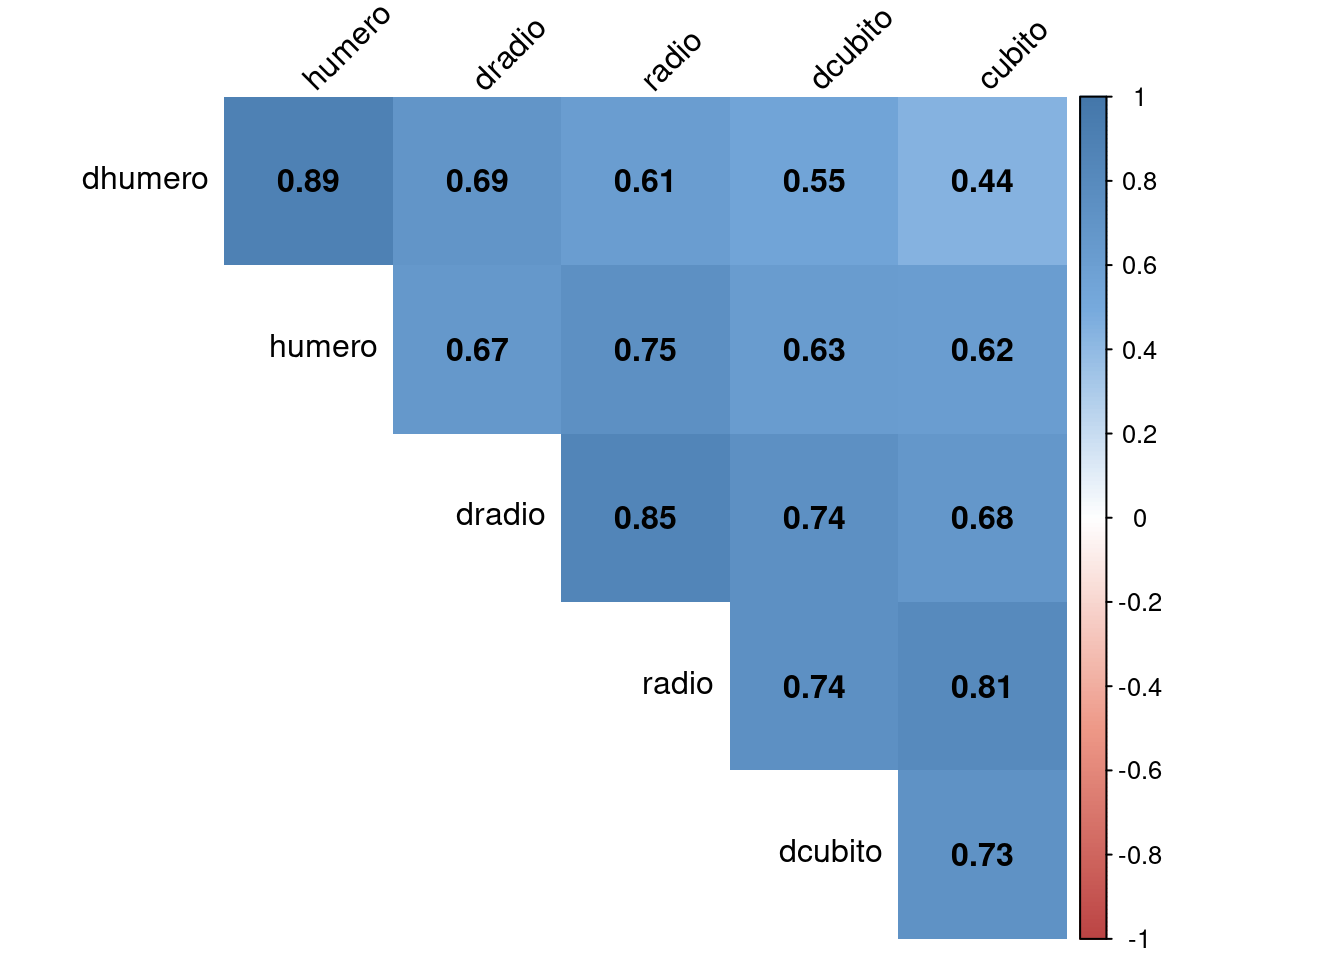 humero dradio radio dcubito cubito
dhumero 0.89 0.69 0.61 0.55 0.44
humero 0.67 0.75 0.63 0.62
dradio 0.85 0.74 0.68
radio 0.74 0.81
dcubito 0.73
1
0.8
0.6
0.4
0.2
0
-0.2
-0.4
-0.6
-0.8
-1